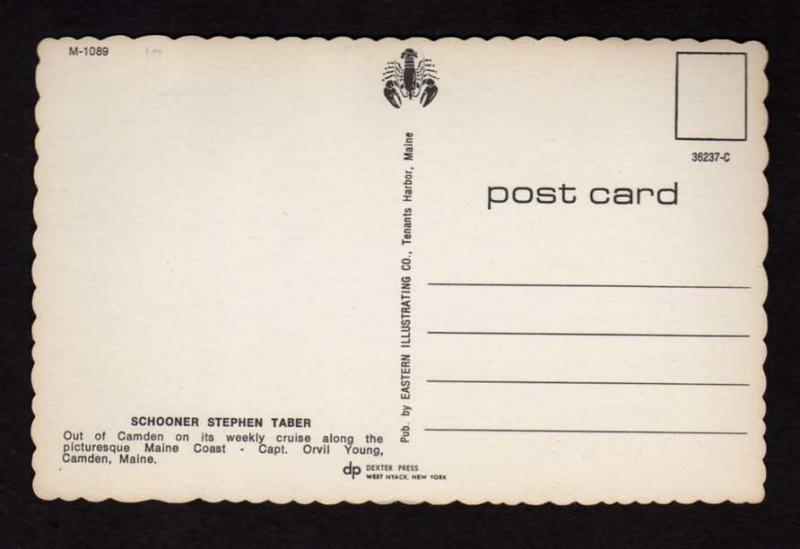 M-1089
36237-C
post card
Pub. by EASTERN ILLUSTRATING CO., Tenants Harbor, Maine
SCHOONER STEPHEN TABER
Out of Camden on its weekly cruise along the
picturesque Maine Coast - Capt. Orvil Young,
Camden, Maine.
dp DEXTER PRESS
WEST NYACK, NEW YORK